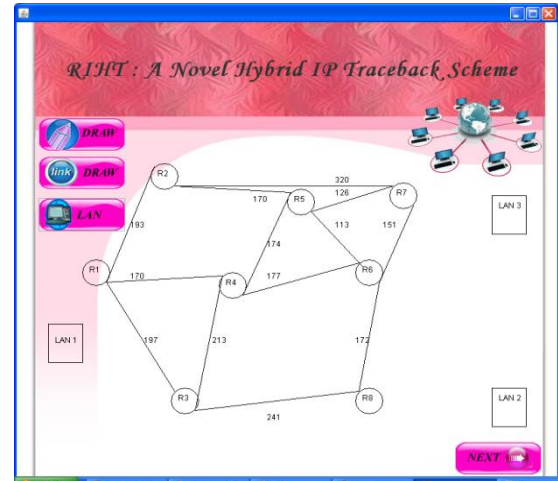 RIHT : A Novel Hybrid IP Traceback Scheme
DRAW
link DRAW
LAN
R2
320
126
R7
170
R5
LAN 3
193
113
151
174
R1
170
R4
177
R6
LAN 1
197
213
172
R3
R8
LAN 2
241
NEXT